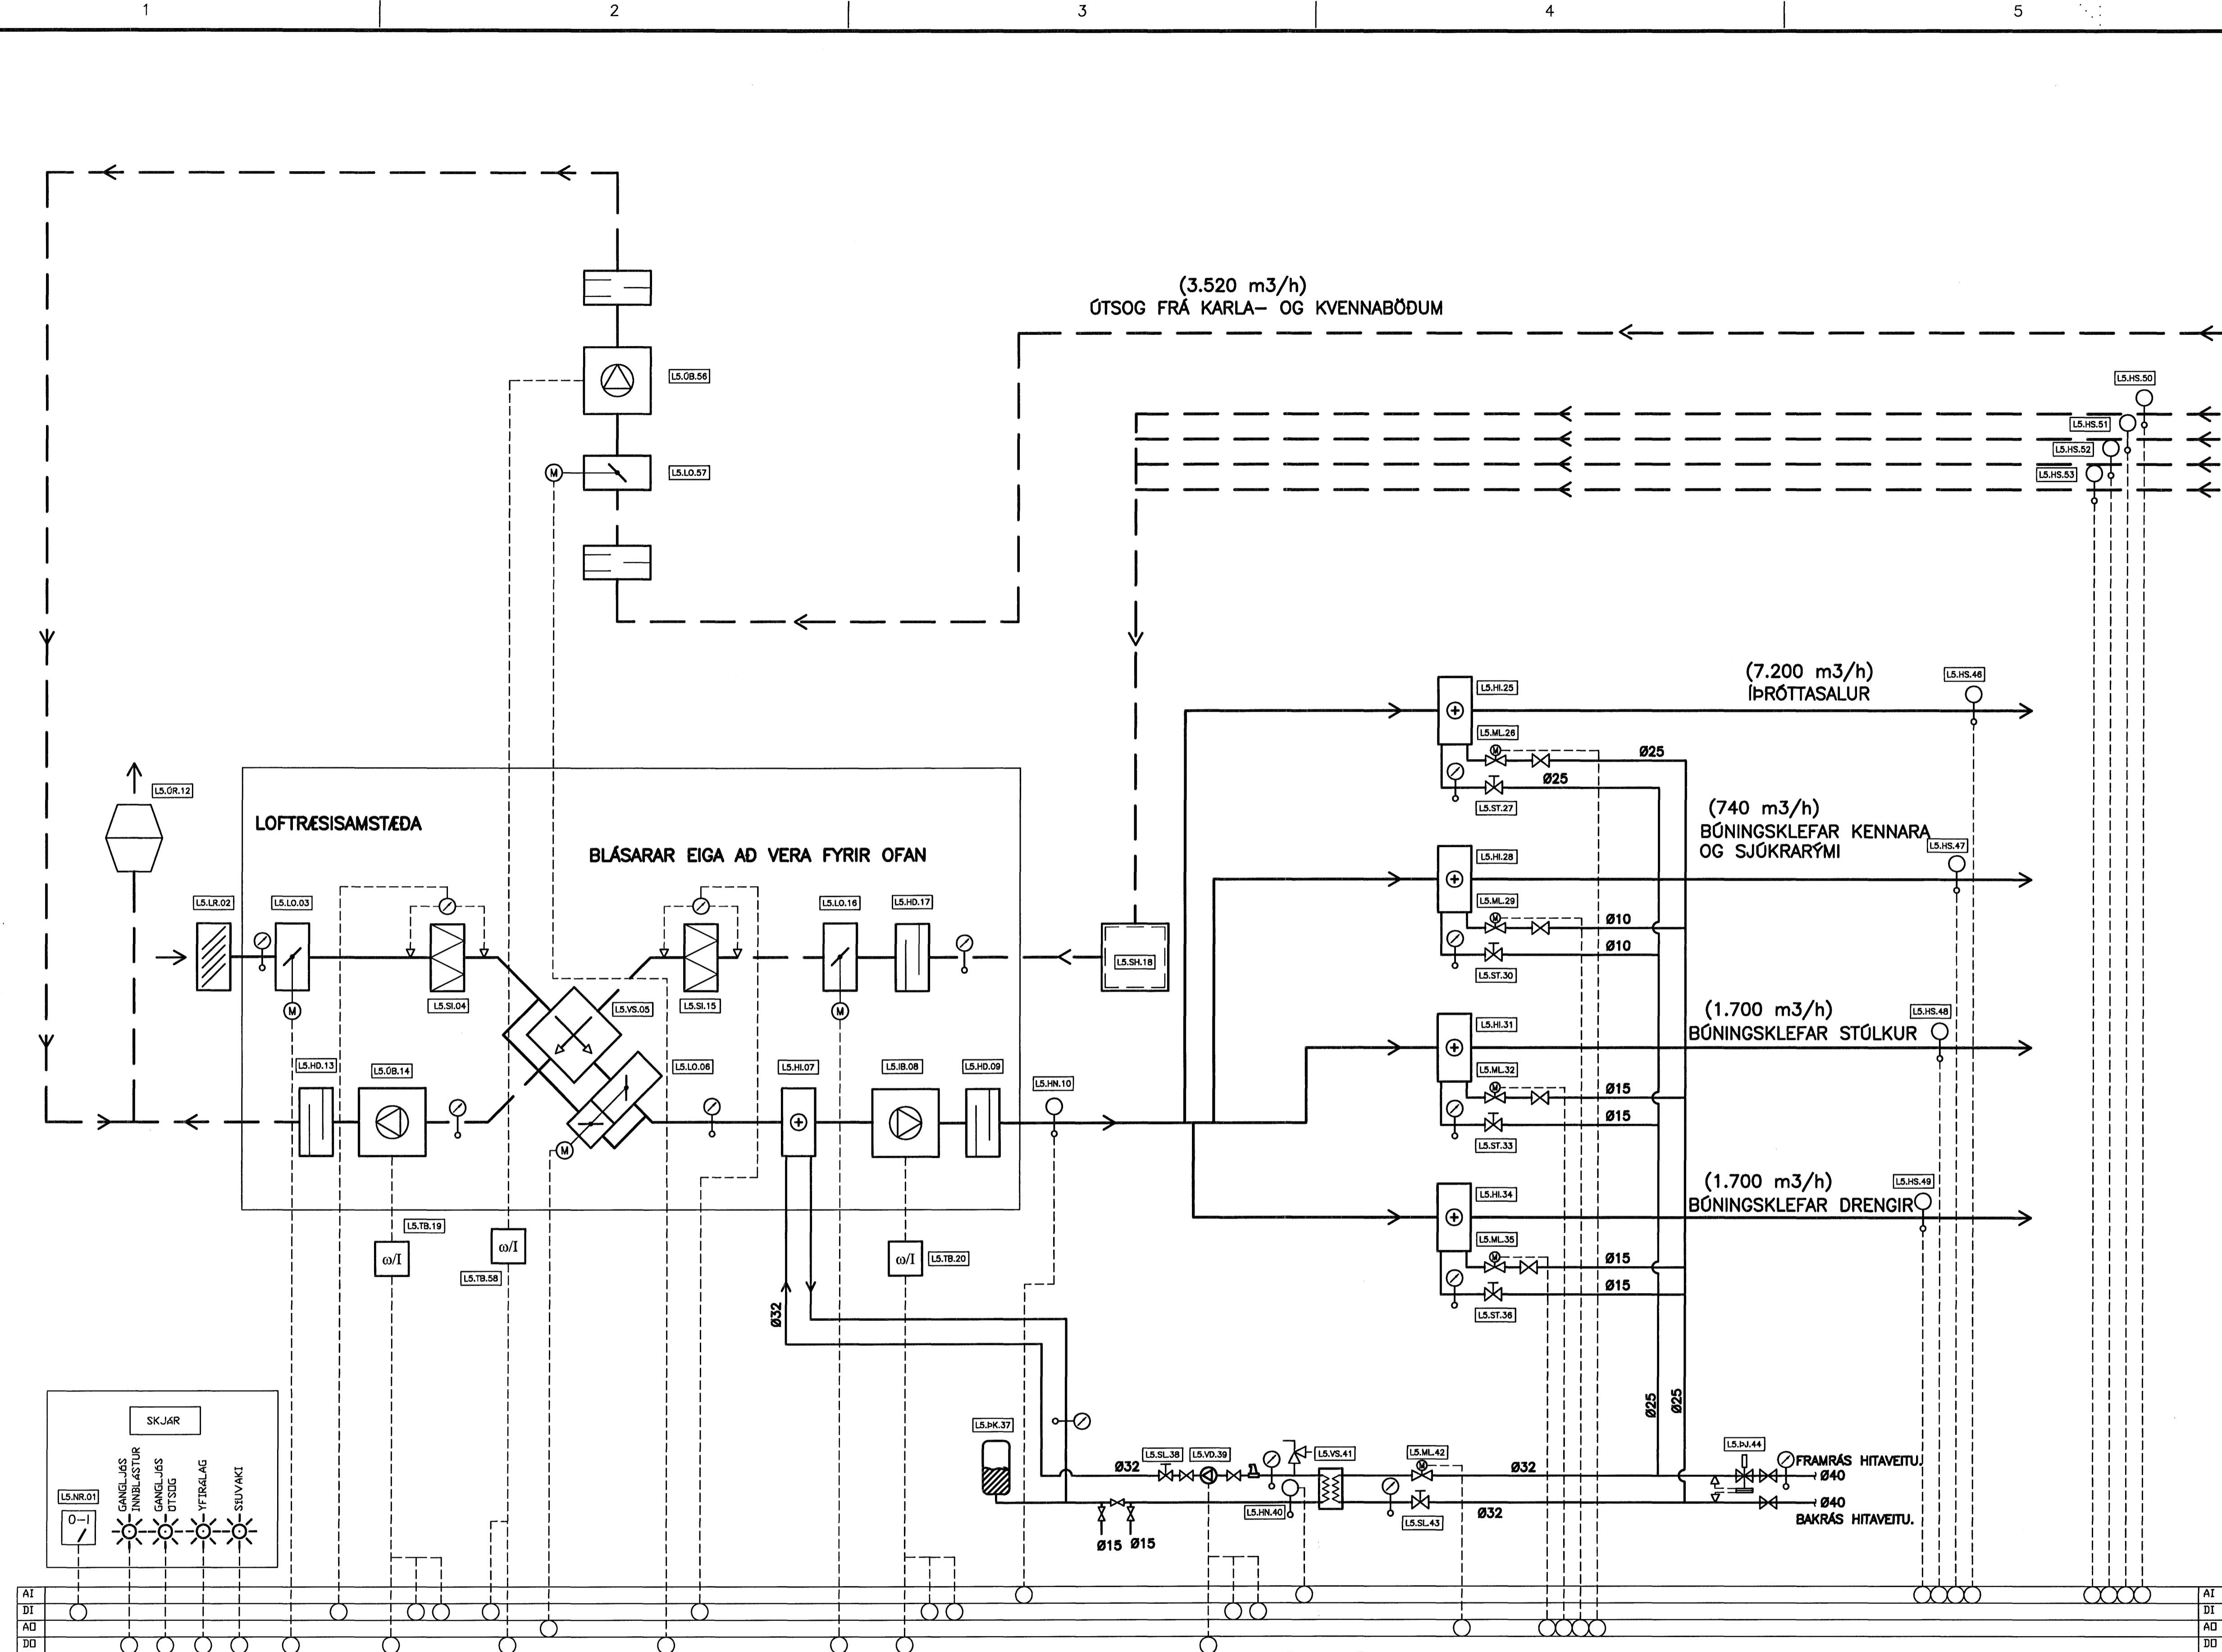 1 2 3 4 5
(3.520 m3/h)
ÚTSOG FRÁ KARLA- OG KVENNABÖÐUM
L5.ÚB.56
L5.LO.57
L5.HS.50
L5.HS.51
L5.HS.52
L5.HS.53
M
(7.200 m3/h)
ÍÞRÓTTASALUR
L5.HS.46
L5.HI.25
L5.ML.26
M
Ø25
Ø25
L5.ST.27
(740 m3/h)
BÚNINGSKLEFAR KENNARA
OG SJÚKRARÝMI
L5.HS.47
L5.HI.28
L5.ML.29
M
Ø10
Ø10
L5.ST.30
(1.700 m3/h)
BÚNINGSKLEFAR STÚLKUR
L5.HS.48
L5.HI.31
L5.ML.32
M
Ø15
Ø15
L5.ST.33
(1.700 m3/h)
BÚNINGSKLEFAR DRENGIR
L5.HS.49
L5.HI.34
L5.ML.35
M
Ø15
Ø15
L5.ST.36
L5.ÚR.12
LOFTRÆSISAMSTÆÐA
BLÁSARAR EIGA AÐ VERA FYRIR OFAN
L5.LR.02
L5.LO.03
L5.SI.04
L5.VS.05
L5.SI.15
L5.LO.16
L5.HD.17
L5.SH.18
M
M
L5.HD.13
L5.ÚB.14
L5.LO.06
L5.HI.07
L5.IB.08
L5.HD.09
L5.HN.10
M
L5.TB.19
ω/I
ω/I
L5.TB.58
ω/I
L5.TB.20
Ø32
SKJÁR
L5.NR.01
0-I
GANGLJÓS
INNBLÁSTUR
GANGLJÓS
ÚTSOG
YFIRÁLAG
SÍUVAKI
L5.ÞK.37
L5.SL.38
L5.VD.39
L5.VS.41
L5.ML.42
M
L5.ÞJ.44
Ø25
Ø25
Ø32
Ø32
FRAMRÁS HITAVEITU.
Ø40
L5.HN.40
L5.SL.43
Ø32
Ø40
BAKRÁS HITAVEITU.
Ø15 Ø15
AI AI
DI DI
AO AO
DO DO